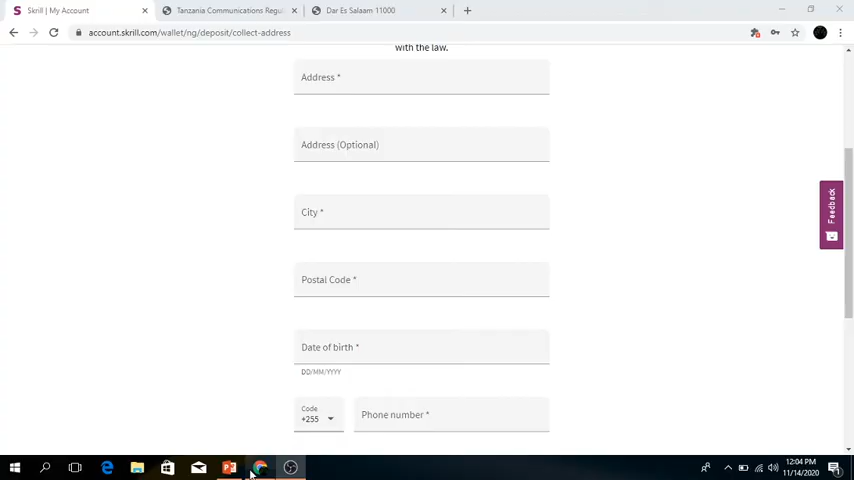 Skrill | My Account
Tanzania Communications Regul
Dar Es Salaam 11000
account.skrill.com/wallet/ng/deposit/collect-address
with the law.
Address *
Address (Optional)
City *
Postal Code *
Date of birth *
DD/MM/YYYY
Code
+255
Phone number *
Feedback
12:04 PM
11/14/2020